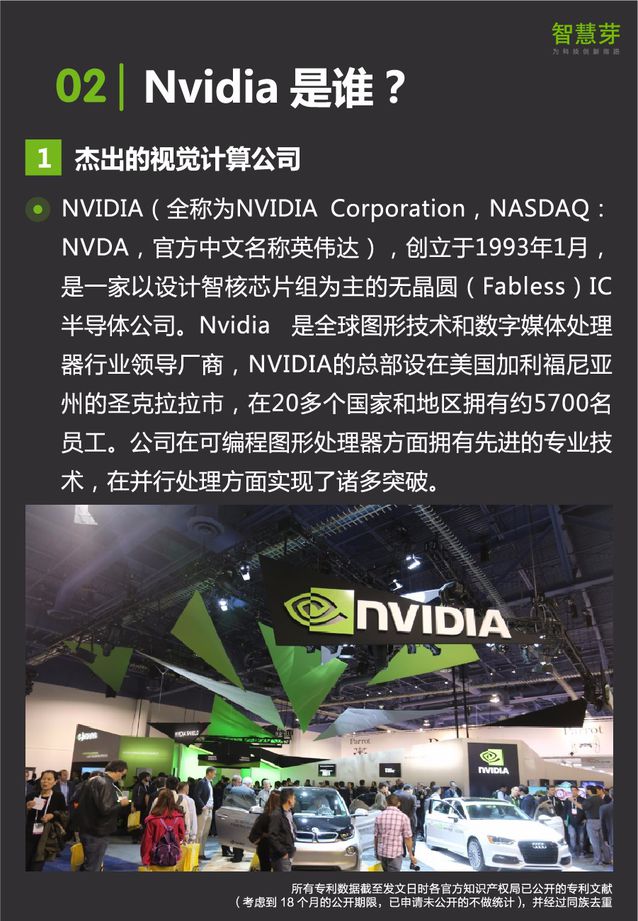 智慧芽
为科技创新指路
02 | Nvidia 是谁？
1 杰出的视觉计算公司
NVIDIA（全称为NVIDIA Corporation，NASDAQ：
NVDA，官方中文名称英伟达），创立于1993年1月，
是一家以设计智核芯片组为主的无晶圆（Fabless）IC
半导体公司。Nvidia 是全球图形技术和数字媒体处理
器行业领导厂商，NVIDIA的总部设在美国加利福尼亚
州的圣克拉拉市，在20多个国家和地区拥有约5700名
员工。公司在可编程图形处理器方面拥有先进的专业技
术，在并行处理方面实现了诸多突破。
NVIDIA
NVIDIA SHIELD
Parrot
Parrot
NVIDIA
所有专利数据截至发文日时各官方知识产权局已公开的专利文献
（考虑到 18 个月的公开期限，已申请未公开的不做统计），并经过同族去重